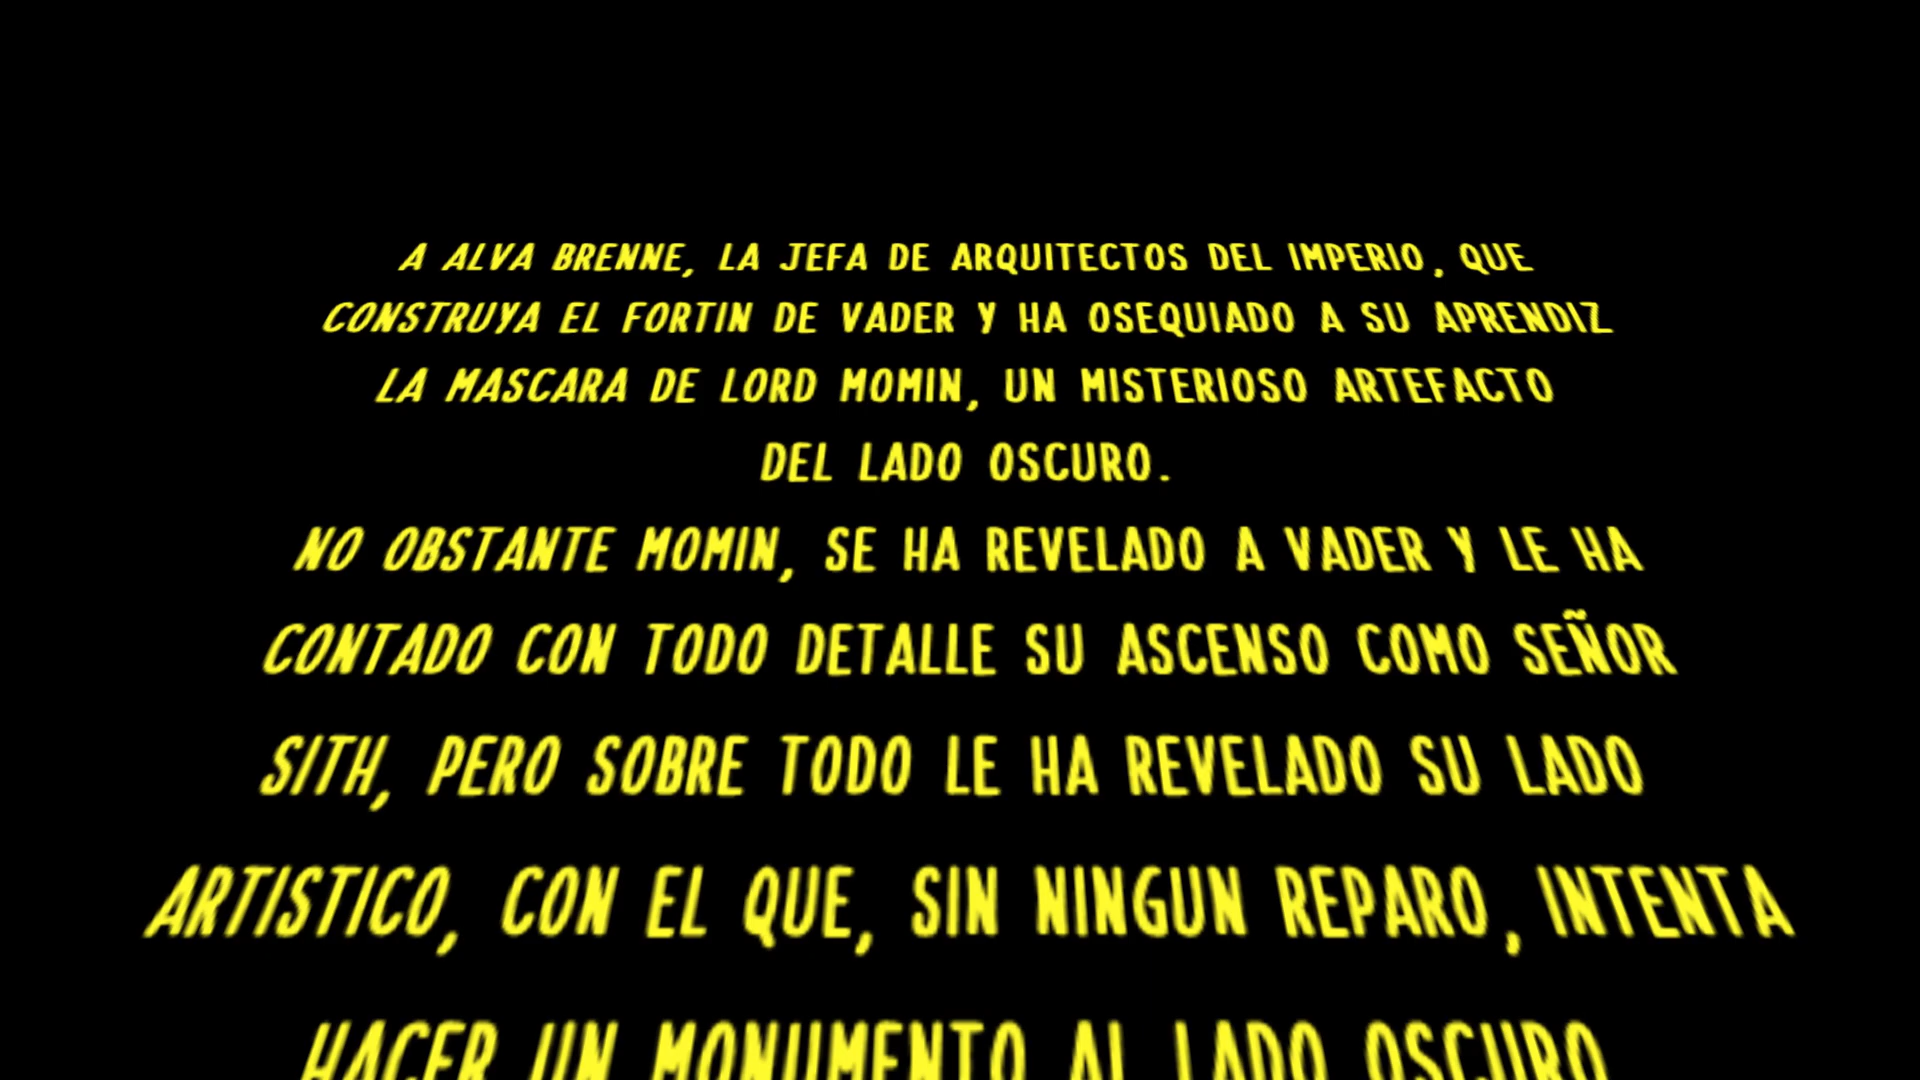 A ALVA BRENNE, LA JEFA DE ARQUITECTOS DEL IMPERIO, QUE
CONSTRUYA EL FORTIN DE VADER Y HA OSEQUIADO A SU APRENDIZ
LA MASCARA DE LORD MOMIN, UN MISTERIOSO ARTEFACTO
DEL LADO OSCURO.
NO OBSTANTE MOMIN, SE HA REVELADO A VADER Y LE HA
CONTADO CON TODO DETALLE SU ASCENSO COMO SEÑOR
SITH, PERO SOBRE TODO LE HA REVELADO SU LADO
ARTISTICO, CON EL QUE, SIN NINGUN REPARO, INTENTA
HACER UN MONUMENTO AL LADO OSCURO